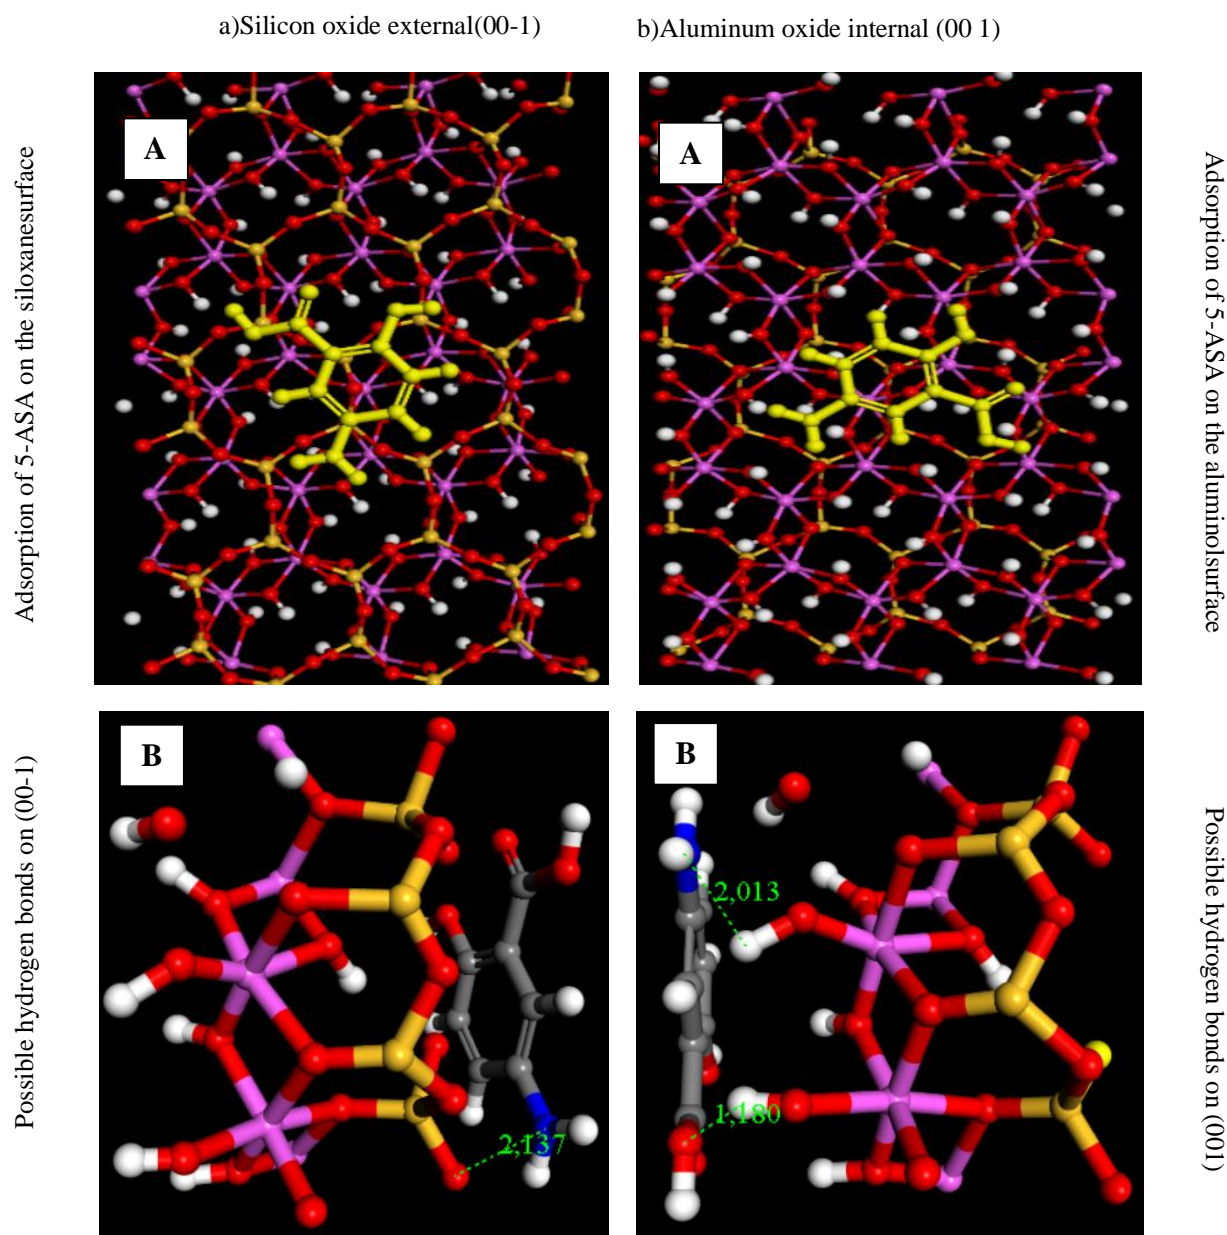 a)Silicon oxide external(00-1)
b)Aluminum oxide internal (00 1)
Adsorption of 5-ASA on the siloxanesurface
A
A
Adsorption of 5-ASA on the aluminolsurface
Possible hydrogen bonds on (00-1)
B
2,137
B
2,013
1,180
Possible hydrogen bonds on (001)